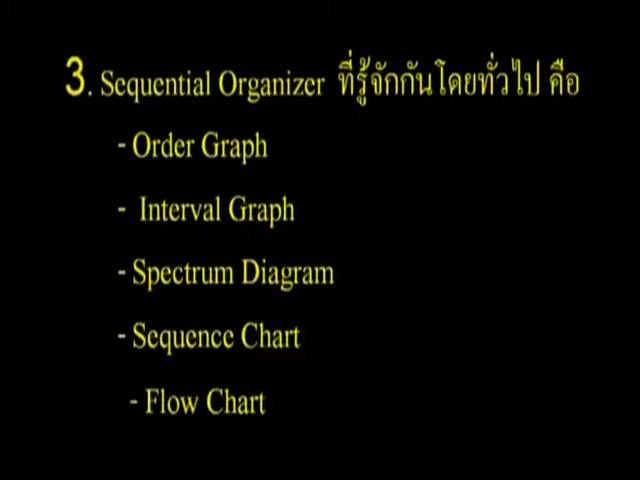 3. Sequential Organizer ที่รู้จักกันโดยทั่วไป คือ
- Order Graph
- Interval Graph
- Spectrum Diagram
- Sequence Chart
- Flow Chart